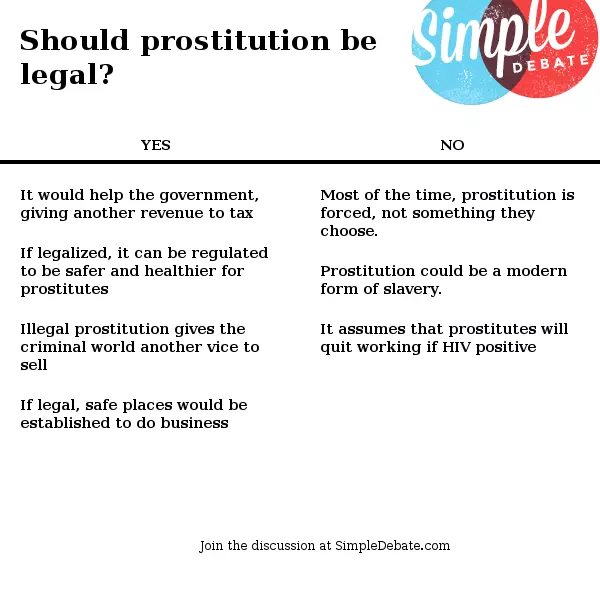 Should prostitution be
legal?
Simple
DEBATE
YES
NO
It would help the government,
giving another revenue to tax
If legalized, it can be regulated
to be safer and healthier for
prostitutes
Illegal prostitution gives the
criminal world another vice to
sell
If legal, safe places would be
established to do business
Most of the time, prostitution is
forced, not something they
choose.
Prostitution could be a modern
form of slavery.
It assumes that prostitutes will
quit working if HIV positive
Join the discussion at SimpleDebate.com